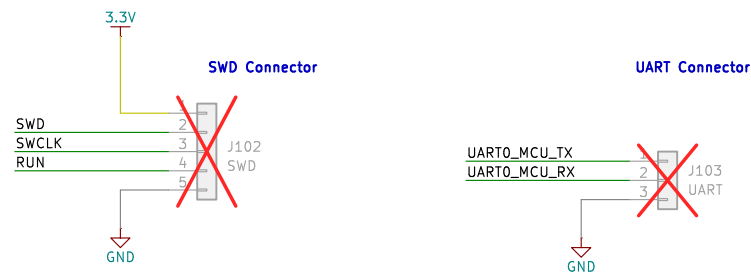 3.3V
SWD Connector
1
SWD 2
SWCLK 3
RUN 4
5
J102
SWD
GND
UART Connector
UART0_MCU_TX 1
UART0_MCU_RX 2
3
J103
UART
GND